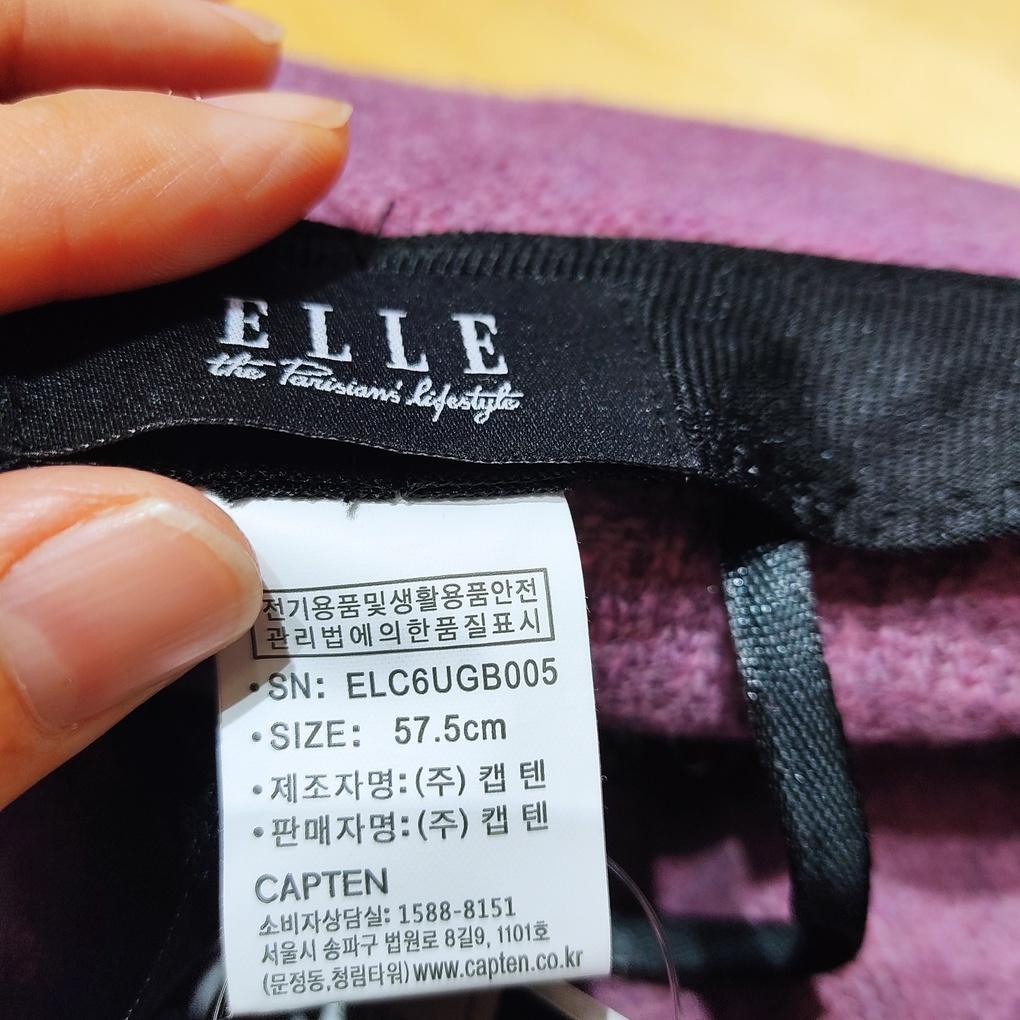 ELLE
the Parisian's lifestyle
전기용품및생활용품안전
관리법에의한품질표시
• SN: ELC6UGB005
• SIZE: 57.5cm
• 제조자명: (주) 캡텐
• 판매자명: (주) 캡텐
CAPTEN
소비자상담실: 1588-8151
서울시 송파구 법원로 8길9, 1101호
(문정동,청림타워) www.capten.co.kr